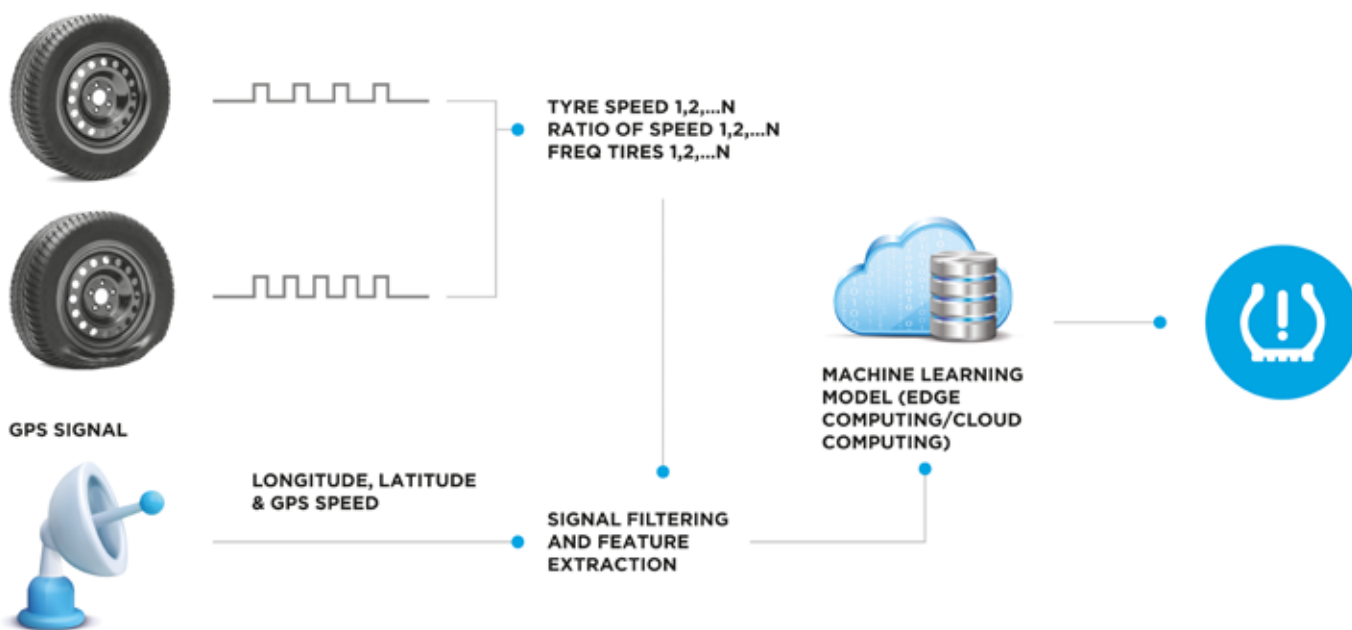 TYRE SPEED 1,2,...N
RATIO OF SPEED 1,2,...N
FREQ TIRES 1,2,...N
MACHINE LEARNING
MODEL (EDGE
COMPUTING/CLOUD
COMPUTING)
GPS SIGNAL
LONGITUDE, LATITUDE
& GPS SPEED
SIGNAL FILTERING
AND FEATURE
EXTRACTION